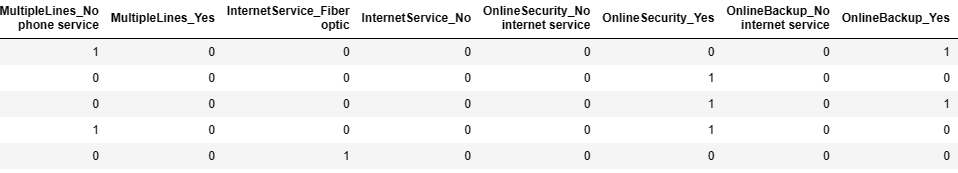 MultipleLines_No phone service MultipleLines_Yes InternetService_Fiber optic InternetService_No OnlineSecurity_No internet service OnlineSecurity_Yes OnlineBackup_No internet service OnlineBackup_Yes
1 0 0 0 0 0 0 1
0 0 0 0 0 1 0 0
0 0 0 0 0 1 0 1
1 0 0 0 0 1 0 0
0 0 1 0 0 0 0 0